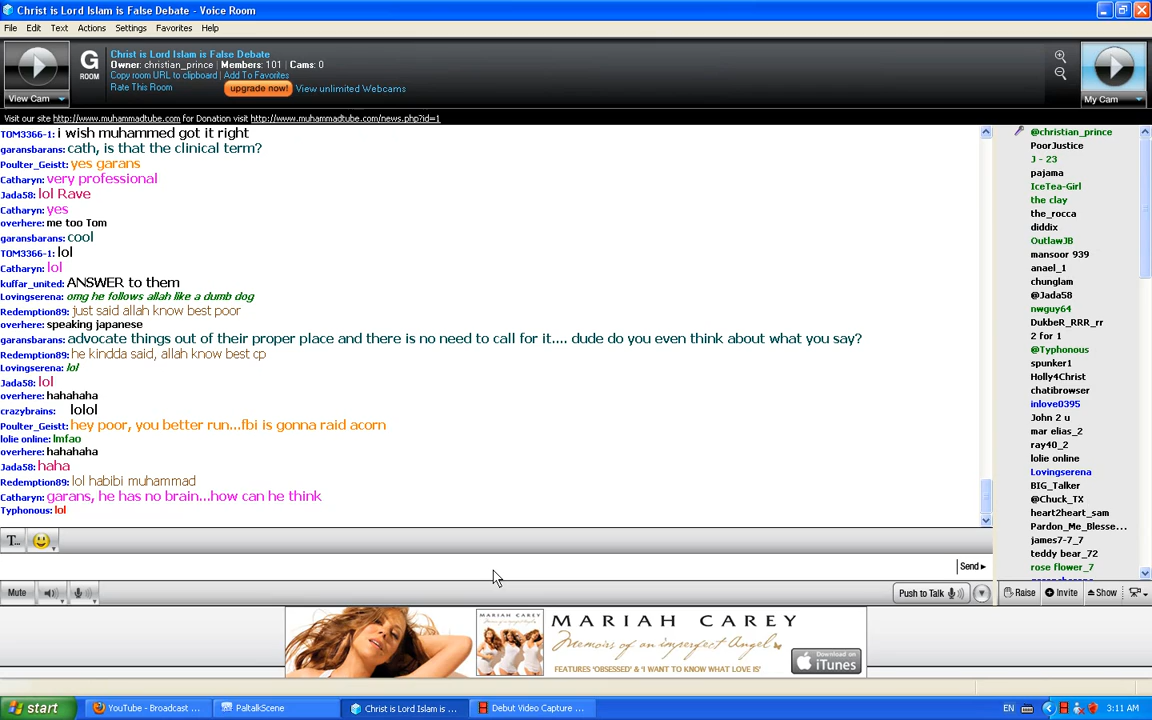 Christ is Lord Islam is False Debate - Voice Room
File Edit Text Actions Settings Favorites Help
View Cam
G
ROOM
Christ is Lord Islam is False Debate
Owner: christian_prince | Members: 101 | Cams: 0
Copy room URL to clipboard | Add To Favorites
Rate This Room
upgrade now! View unlimited Webcams
My Cam
Visit our site http://www.muhammadtube.com for Donation visit http://www.muhammadtube.com/news.php?id=1
TOM3366-1: i wish muhammed got it right
garansbarans: cath, is that the clinical term?
Poulter_Geistt: yes garans
Catharyn: very professional
Jada58: lol Rave
Catharyn: yes
overhere: me too Tom
garansbarans: cool
TOM3366-1: lol
Catharyn: lol
kuffar_united: ANSWER to them
Lovingserena: omg he follows allah like a dumb dog
Redemption89: just said allah know best poor
overhere: speaking japanese
garansbarans: advocate things out of their proper place and there is no need to call for it.... dude do you even think about what you say?
Redemption89: he kindda said, allah know best cp
Lovingserena: lol
Jada58: lol
overhere: hahahaha
crazybrains: lolol
Poulter_Geistt: hey poor, you better run...fbi is gonna raid acorn
lolie online: lmfao
overhere: hahahaha
Jada58: haha
Redemption89: lol habibi muhammad
Catharyn: garans, he has no brain...how can he think
Typhonous: lol
@christian_prince
PoorJustice
J - 23
pajama
IceTea-Girl
the clay
the_rocca
diddix
OutlawJB
mansoor 939
anael_1
chunglam
@Jada58
nwguy64
DukbeR_RRR_rr
2 for 1
@Typhonous
spunker1
Holly4Christ
chatibrowser
inlove0395
John 2 u
mar elias_2
ray40_2
lolie online
Lovingserena
BIG_Talker
@Chuck_TX
heart2heart_sam
Pardon_Me_Blesse...
james7-7_7
teddy bear_72
rose flower_7
T...
Send
Mute
Push to Talk
Raise Invite Show
MARIAH CAREY
MARIAH CAREY
Memoirs of an imperfect Angel
FEATURES 'OBSESSED' & 'I WANT TO KNOW WHAT LOVE IS'
Download on
iTunes
start
YouTube - Broadcast ...
PaltalkScene
Christ is Lord Islam is ...
Debut Video Capture ...
EN
3:11 AM